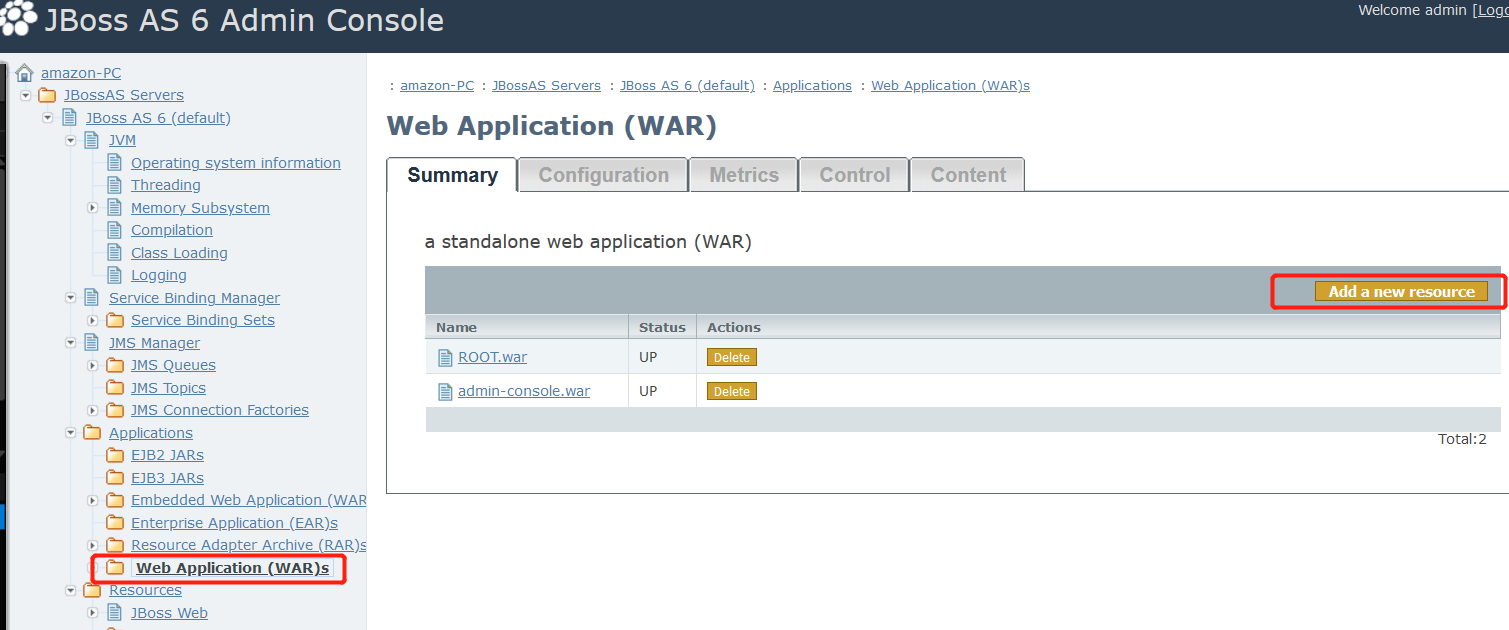 JBoss AS 6 Admin Console
Welcome admin [Logo
amazon-PC
JBossAS Servers
JBoss AS 6 (default)
JVM
Operating system information
Threading
Memory Subsystem
Compilation
Class Loading
Logging
Service Binding Manager
Service Binding Sets
JMS Manager
JMS Queues
JMS Topics
JMS Connection Factories
Applications
EJB2 JARs
EJB3 JARs
Embedded Web Application (WAR
Enterprise Application (EAR)s
Resource Adapter Archive (RAR)s
Web Application (WAR)s
Resources
JBoss Web
: amazon-PC : JBossAS Servers : JBoss AS 6 (default) : Applications : Web Application (WAR)s
Web Application (WAR)
Summary Configuration Metrics Control Content
a standalone web application (WAR)
Add a new resource
Name Status Actions
ROOT.war UP Delete
admin-console.war UP Delete
Total:2